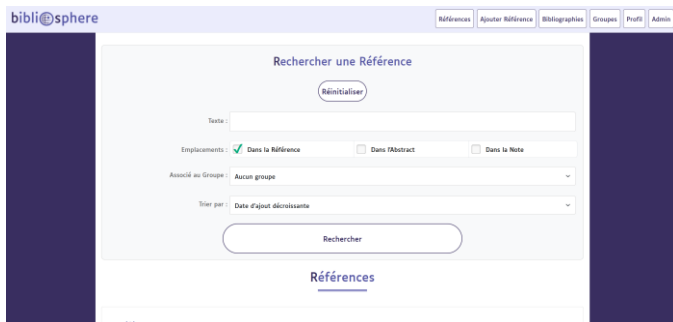 bibli@sphere
Références Ajouter Référence Bibliographies Groupes Profil Admin
Rechercher une Référence
Réinitialiser
Texte :
Emplacements : Dans la Référence Dans l'Abstract Dans la Note
Associé au Groupe : Aucun groupe
Trier par : Date d'ajout décroissante
Rechercher
Références